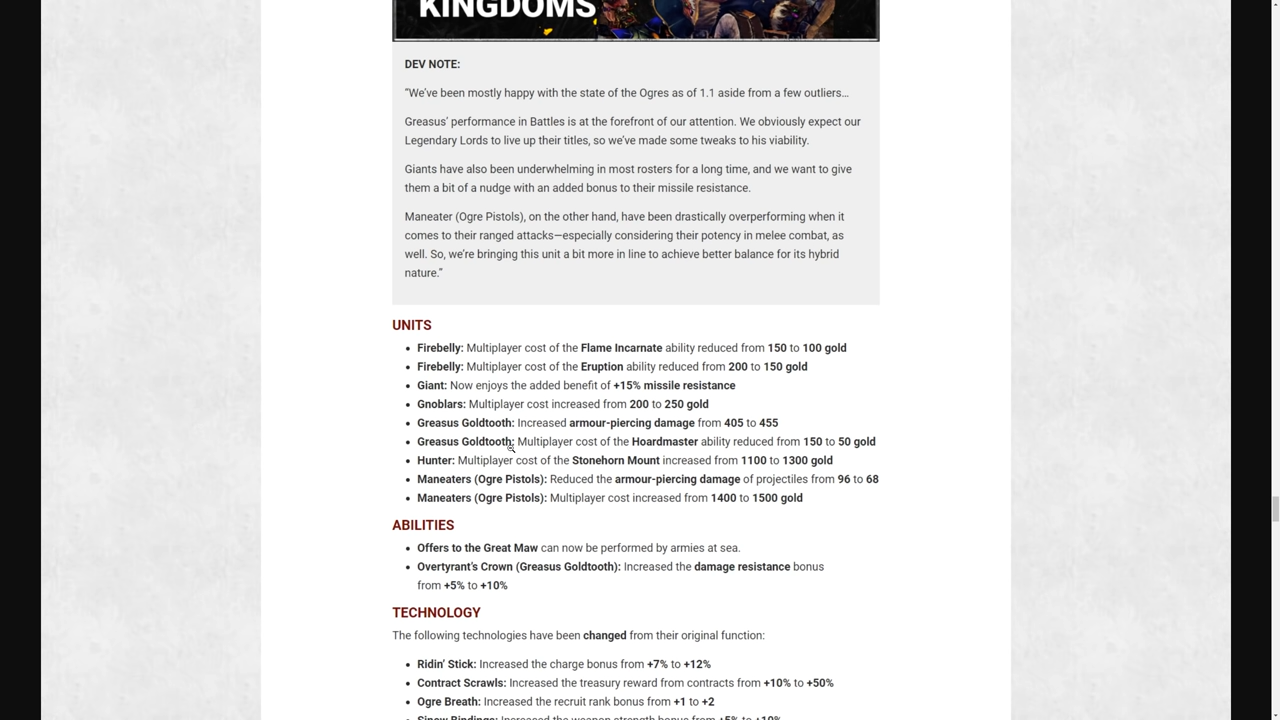 KINGDOMS
DEV NOTE:
“We’ve been mostly happy with the state of the Ogres as of 1.1 aside from a few outliers…
Greasus’ performance in Battles is at the forefront of our attention. We obviously expect our
Legendary Lords to live up their titles, so we’ve made some tweaks to his viability.
Giants have also been underwhelming in most rosters for a long time, and we want to give
them a bit of a nudge with an added bonus to their missile resistance.
Maneater (Ogre Pistols), on the other hand, have been drastically overperforming when it
comes to their ranged attacks—especially considering their potency in melee combat, as
well. So, we’re bringing this unit a bit more in line to achieve better balance for its hybrid
nature.”
UNITS
• Firebelly: Multiplayer cost of the Flame Incarnate ability reduced from 150 to 100 gold
• Firebelly: Multiplayer cost of the Eruption ability reduced from 200 to 150 gold
• Giant: Now enjoys the added benefit of +15% missile resistance
• Gnoblars: Multiplayer cost increased from 200 to 250 gold
• Greasus Goldtooth: Increased armour-piercing damage from 405 to 455
• Greasus Goldtooth: Multiplayer cost of the Hoardmaster ability reduced from 150 to 50 gold
• Hunter: Multiplayer cost of the Stonehorn Mount increased from 1100 to 1300 gold
• Maneaters (Ogre Pistols): Reduced the armour-piercing damage of projectiles from 96 to 68
• Maneaters (Ogre Pistols): Multiplayer cost increased from 1400 to 1500 gold
ABILITIES
• Offers to the Great Maw can now be performed by armies at sea.
• Overtyrant’s Crown (Greasus Goldtooth): Increased the damage resistance bonus
from +5% to +10%
TECHNOLOGY
The following technologies have been changed from their original function:
• Ridin’ Stick: Increased the charge bonus from +7% to +12%
• Contract Scrawls: Increased the treasury reward from contracts from +10% to +50%
• Ogre Breath: Increased the recruit rank bonus from +1 to +2
• Sinew Bindings: Increased the weapon strength bonus from +5% to +10%